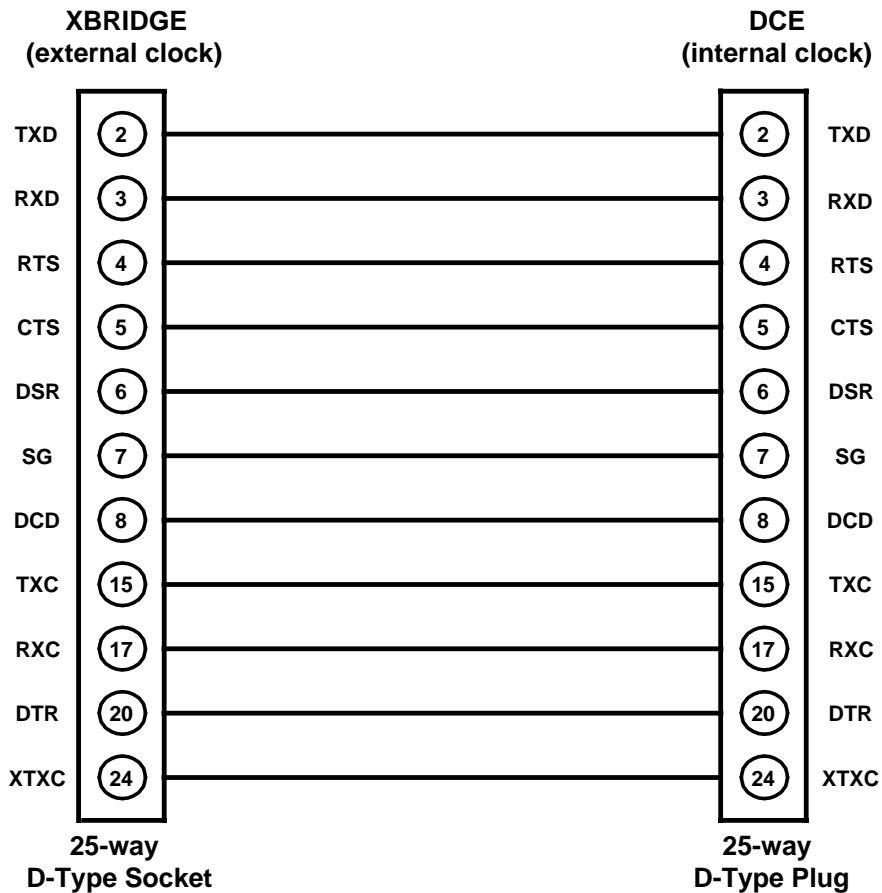 XBRIDGE DCE
(external clock) (internal clock)
TXD 2 2 TXD
RXD 3 3 RXD
RTS 4 4 RTS
CTS 5 5 CTS
DSR 6 6 DSR
SG 7 7 SG
DCD 8 8 DCD
TXC 15 15 TXC
RXC 17 17 RXC
DTR 20 20 DTR
XTXC 24 24 XTXC
25-way 25-way
D-Type Socket D-Type Plug